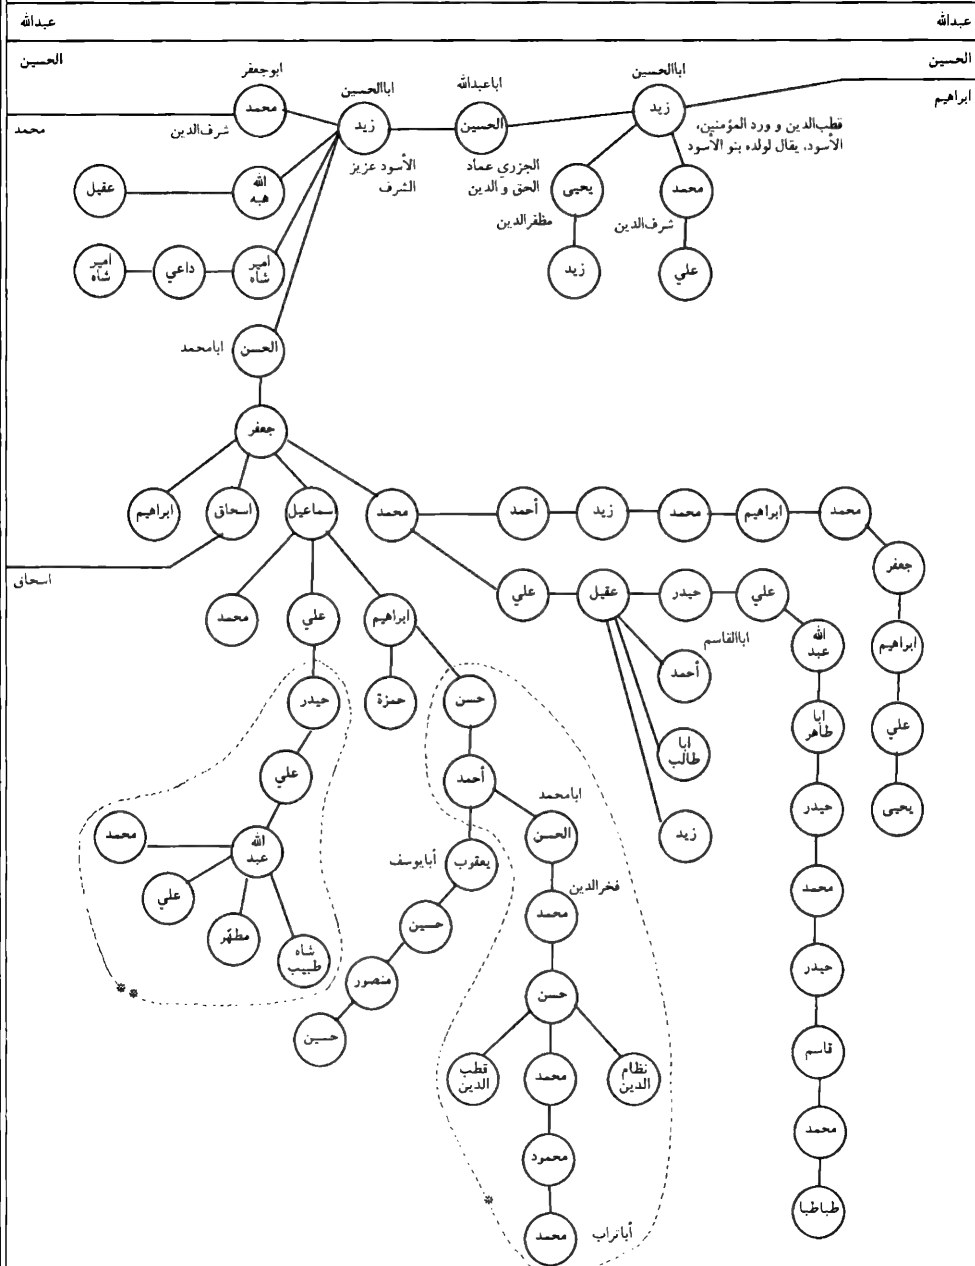 عبدالله
عبدالله
الحسين
الحسين
ابراهيم
محمد
اباالحسين
زيد
قطب‌الدين و ورد المؤمنين،
الأسود، يقال لولده بنو الأسود
اباعبدالله
الحسين
الجزري عماد
الحق و الدين
اباالحسين
زيد
الأسود عزيز
الشرف
ابوجعفر
محمد
شرف‌الدين
محمد
شرف‌الدين
علي
يحيى
مظفرالدين
زيد
الله
هبه
عقيل
امير
شاه
داعي
امير
شاه
الحسن
ابامحمد
جعفر
محمد
ابراهيم
محمد
زيد
أحمد
محمد
سماعيل
اسحاق
ابراهيم
اسحاق
جعفر
ابراهيم
علي
يحيى
علي
حيدر
عقيل
علي
الله
عبد
ابا
طاهر
حيدر
محمد
حيدر
قاسم
محمد
طباطبا
اباالقاسم
أحمد
ابا
طالب
زيد
ابراهيم
علي
محمد
حسن
حمزة
حيدر
أحمد
علي
ابامحمد
الحسن
يعقوب
أبايوسف
الله
عبد
محمد
علي
مطهّر
شاه
طبيب
فخرالدين
محمد
حسين
منصور
حسين
حسن
نظام
الدين
محمد
قطب
الدين
محمود
محمد
أباتراب